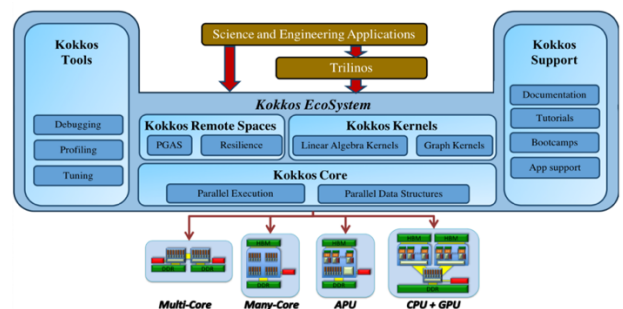 Kokkos
Tools
Debugging
Profiling
Tuning
Science and Engineering Applications
Trilinos
Kokkos EcoSystem
Kokkos Remote Spaces
PGAS
Resilience
Kokkos Kernels
Linear Algebra Kernels
Graph Kernels
Kokkos Core
Parallel Execution
Parallel Data Structures
Kokkos
Support
Documentation
Tutorials
Bootcamps
App support
DDR
DDR
Multi-Core
HBM
DDR
Many-Core
HBM
DDR
APU
HBM
HBM
DDR
CPU + GPU